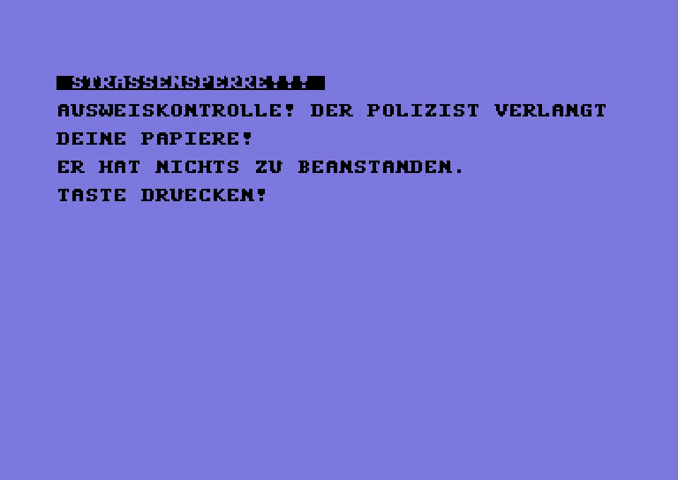 STRASSENSPERRE!!!
AUSWEISKONTROLLE! DER POLIZIST VERLANGT
DEINE PAPIERE!
ER HAT NICHTS ZU BEANSTANDEN.
TASTE DRUECKEN!